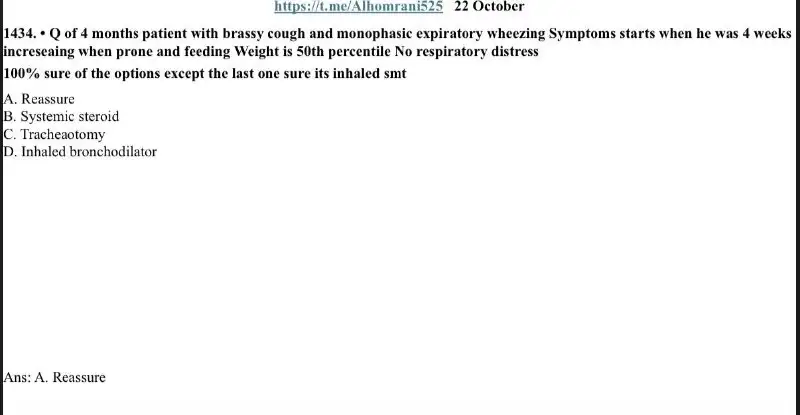 https://t.me/Alhomrani525 22 October
1434. • Q of 4 months patient with brassy cough and monophasic expiratory wheezing Symptoms starts when he was 4 weeks
increseaing when prone and feeding Weight is 50th percentile No respiratory distress
100% sure of the options except the last one sure its inhaled smt
A. Reassure
B. Systemic steroid
C. Tracheaotomy
D. Inhaled bronchodilator
Ans: A. Reassure